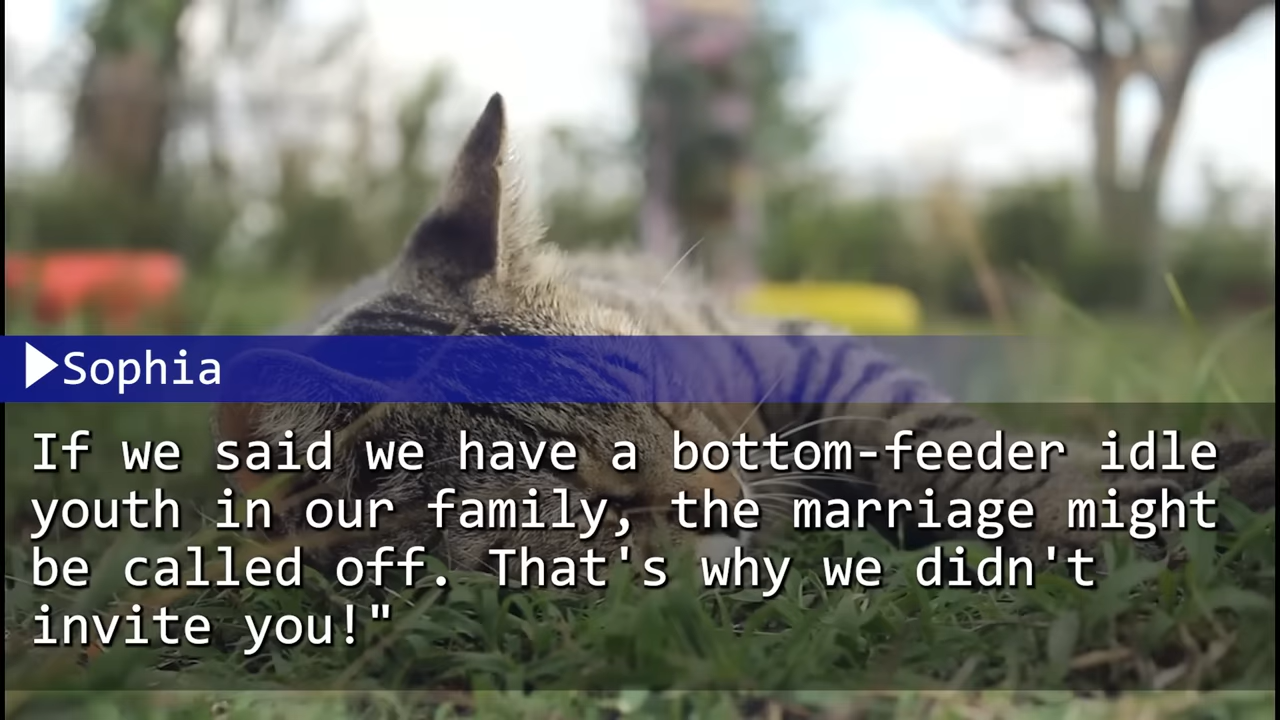 Sophia
If we said we have a bottom-feeder idle
youth in our family, the marriage might
be called off. That's why we didn't
invite you!"